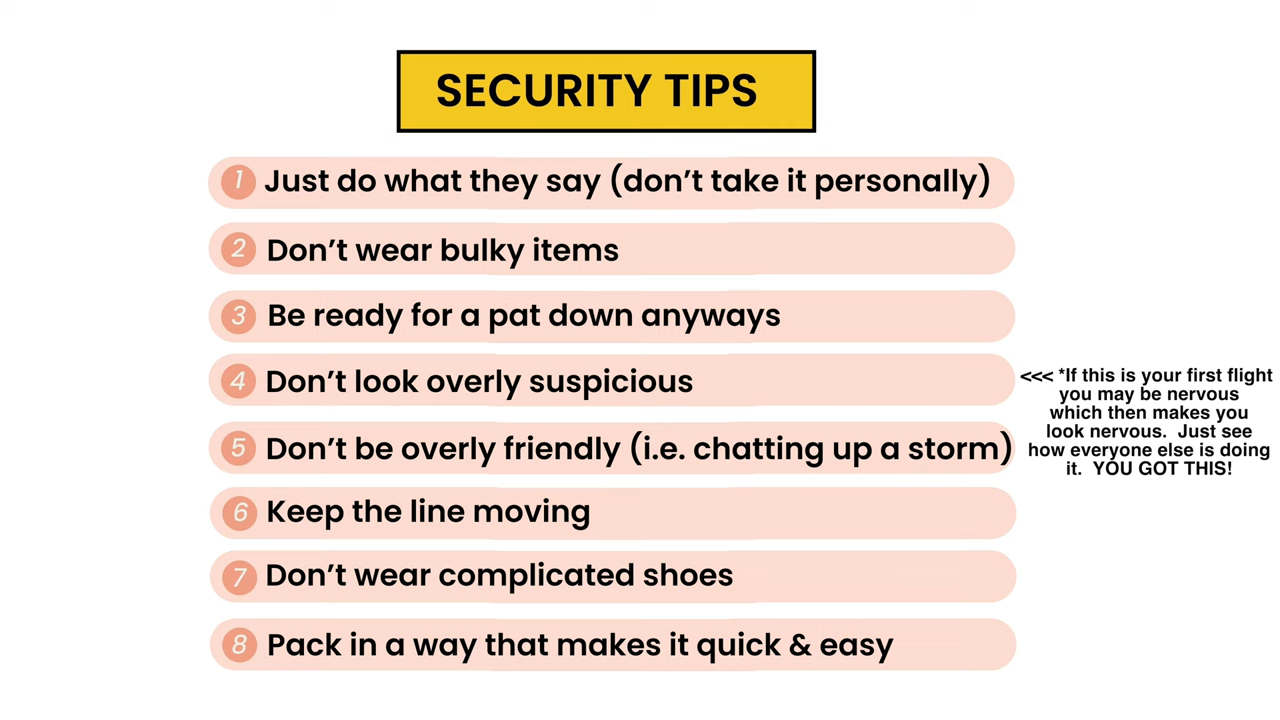 SECURITY TIPS
1 Just do what they say (don't take it personally)
2 Don't wear bulky items
3 Be ready for a pat down anyways
4 Don't look overly suspicious
<<< *If this is your first flight
you may be nervous
which then makes you
look nervous.  Just see
how everyone else is doing
it.  YOU GOT THIS!
5 Don't be overly friendly (i.e. chatting up a storm)
6 Keep the line moving
7 Don't wear complicated shoes
8 Pack in a way that makes it quick & easy